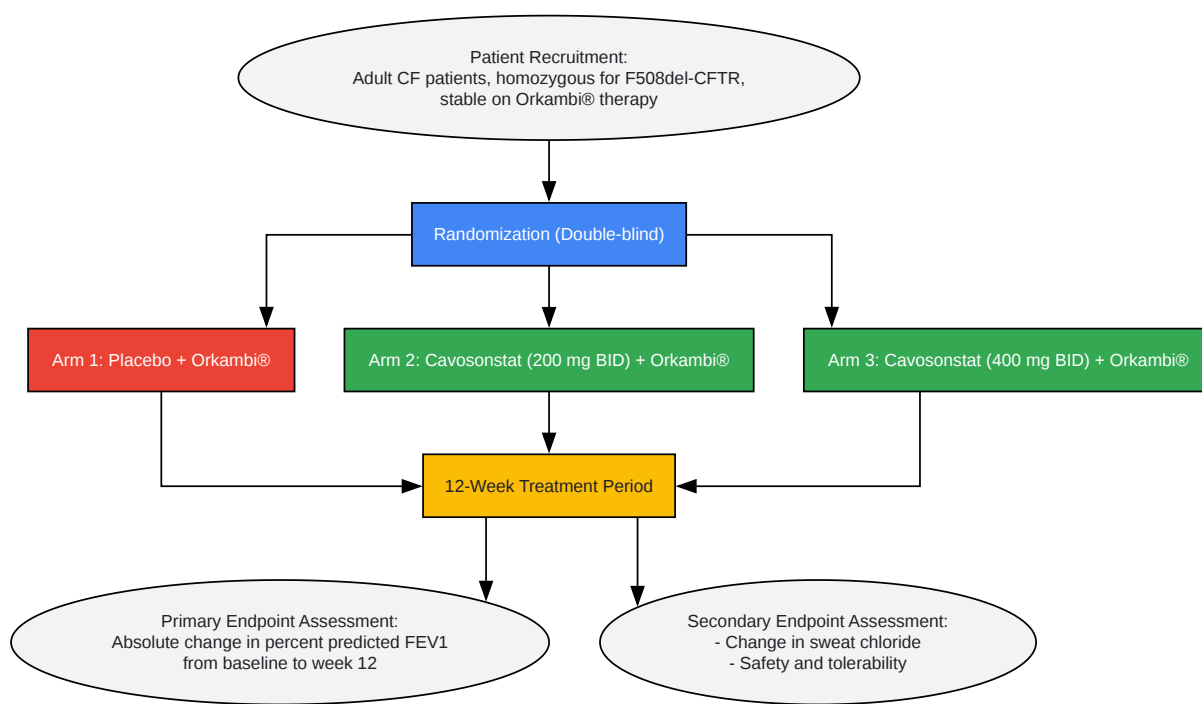 Patient Recruitment:
Adult CF patients, homozygous for F508del-CFTR,
stable on Orkambi® therapy
Randomization (Double-blind)
Arm 1: Placebo + Orkambi®
Arm 2: Cavosonstat (200 mg BID) + Orkambi®
Arm 3: Cavosonstat (400 mg BID) + Orkambi®
12-Week Treatment Period
Primary Endpoint Assessment:
Absolute change in percent predicted FEV1
from baseline to week 12
Secondary Endpoint Assessment:
- Change in sweat chloride
- Safety and tolerability